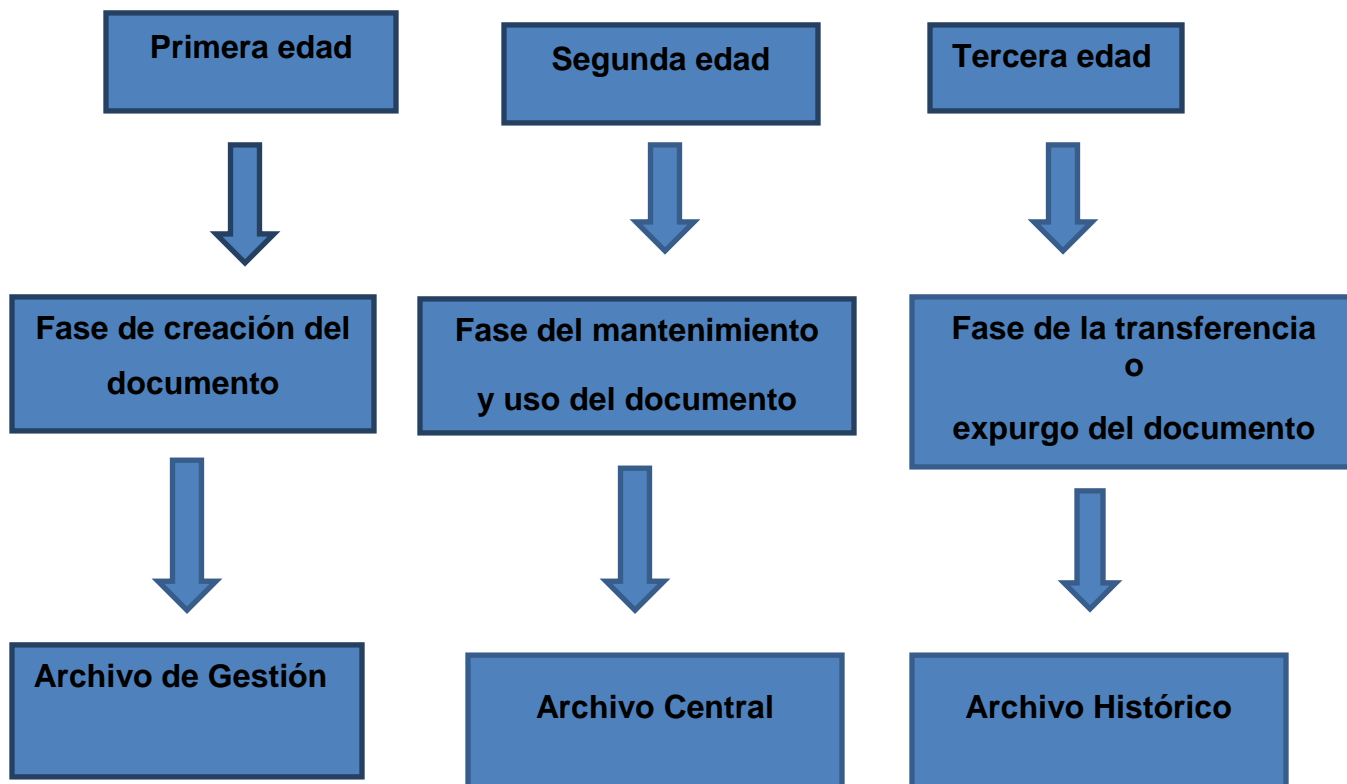 Primera edad
Segunda edad
Tercera edad
Fase de creación del
documento
Fase del mantenimiento
y uso del documento
Fase de la transferencia
o
expurgo del documento
Archivo de Gestión
Archivo Central
Archivo Histórico